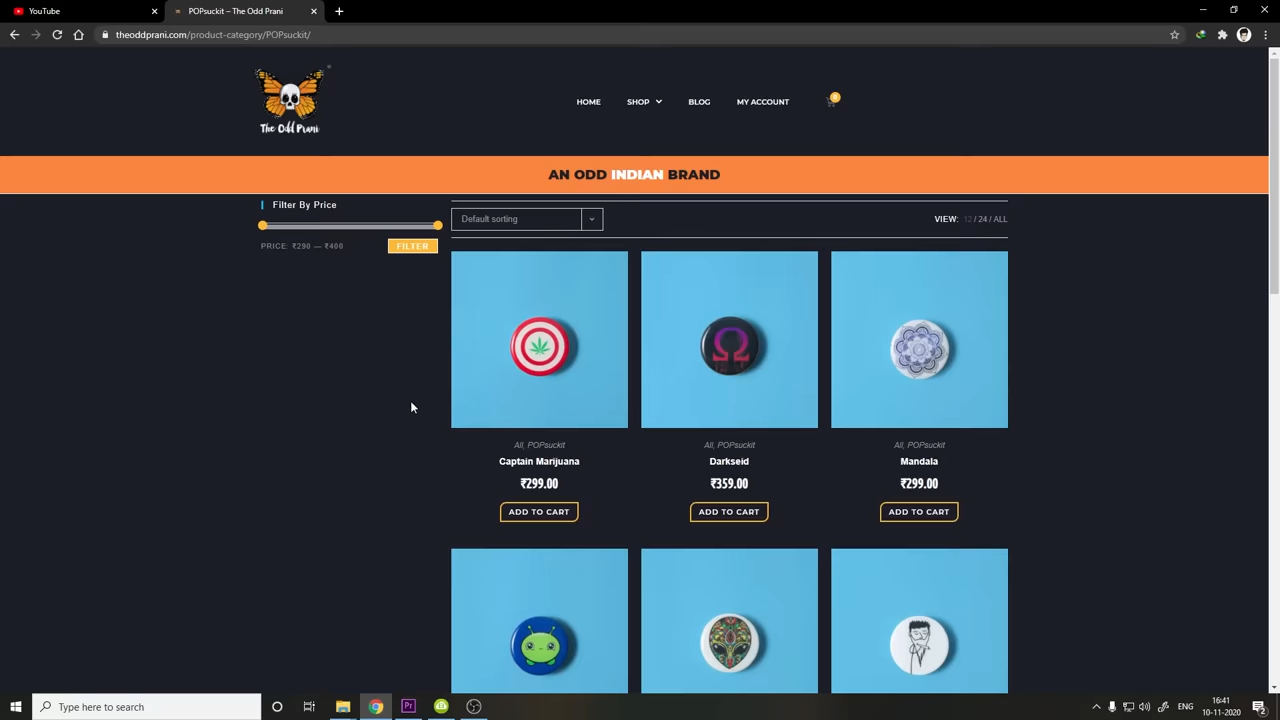 YouTube
POPsuckit – The Odd Prani
theoddprani.com/product-category/POPsuckit/
The Odd Prani
HOME SHOP BLOG MY ACCOUNT 0
AN ODD INDIAN BRAND
Filter By Price
PRICE: ₹290 — ₹400 FILTER
Default sorting
VIEW: 12 / 24 / ALL
All, POPsuckit All, POPsuckit All, POPsuckit
Captain Marijuana Darkseid Mandala
₹299.00 ₹359.00 ₹299.00
ADD TO CART ADD TO CART ADD TO CART
Type here to search
Pr
ENG
16:41
10-11-2020
2